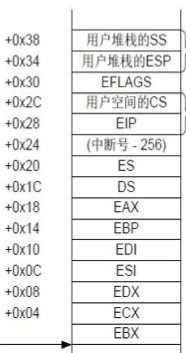 +0x38 用户堆栈的SS
+0x34 用户堆栈的ESP
+0x30 EFLAGS
+0x2C 用户空间的CS
+0x28 EIP
+0x24 (中断号 - 256)
+0x20 ES
+0x1C DS
+0x18 EAX
+0x14 EBP
+0x10 EDI
+0x0C ESI
+0x08 EDX
+0x04 ECX
EBX